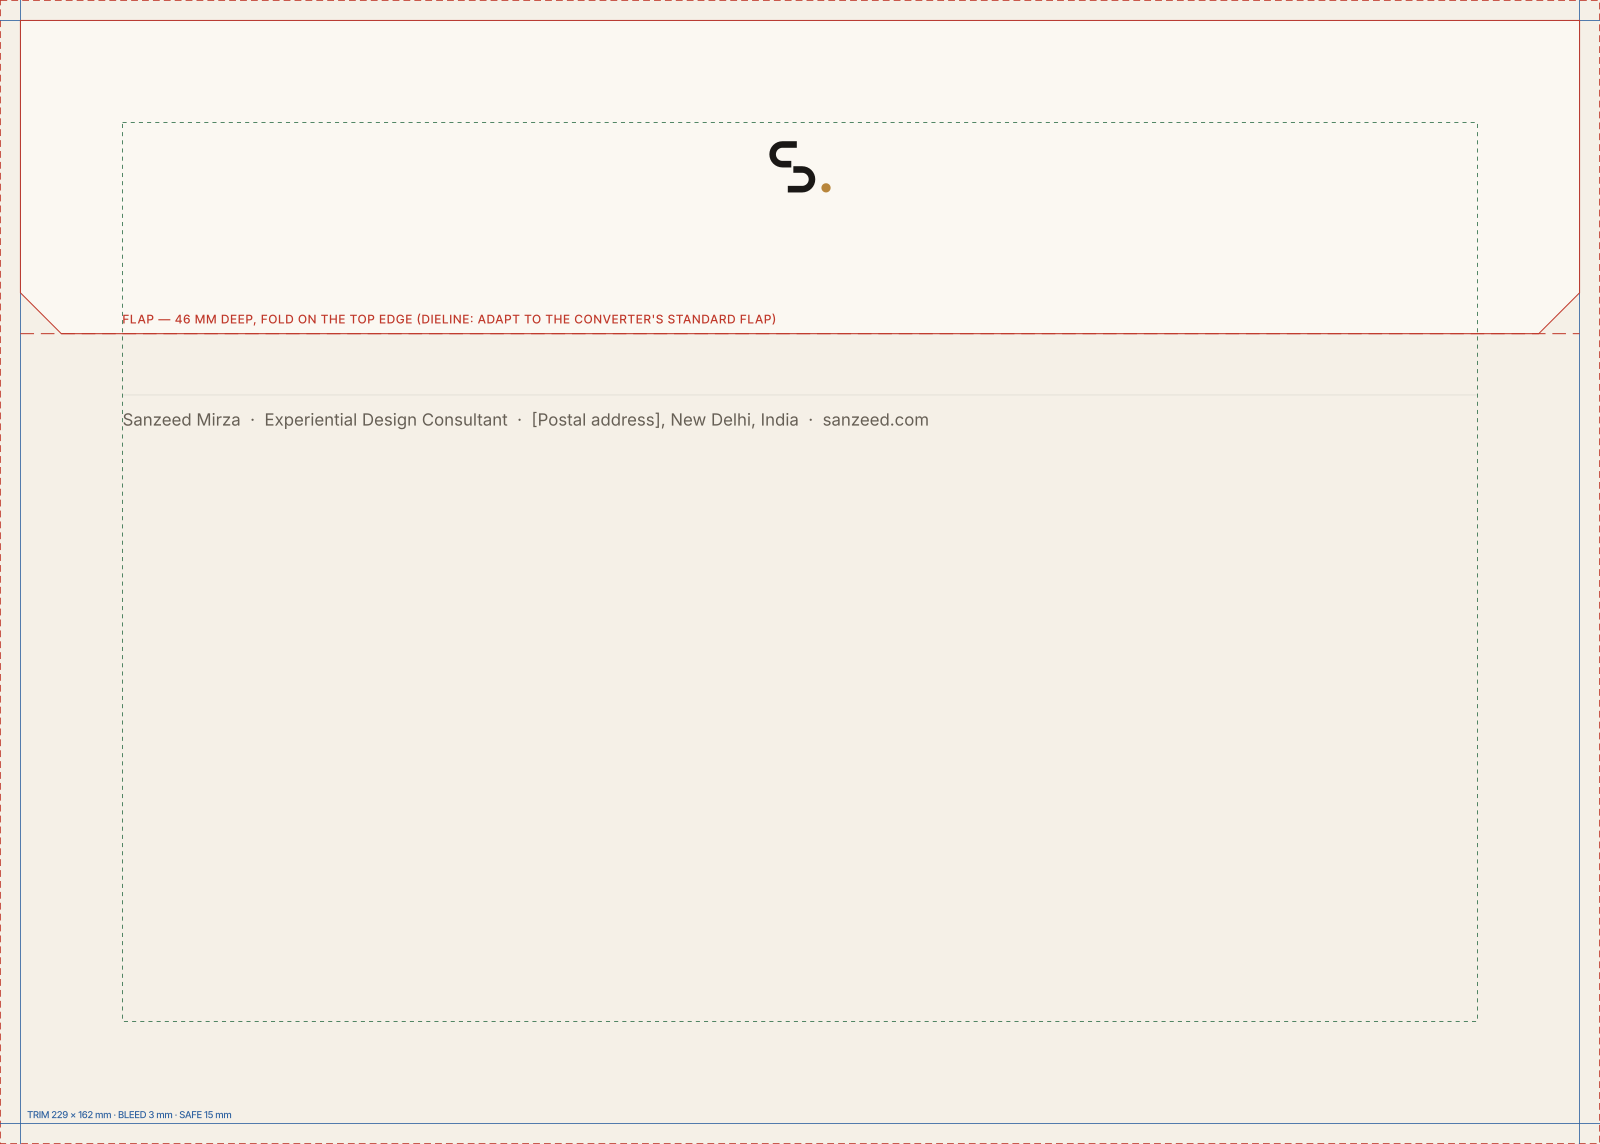 S.
FLAP — 46 MM DEEP, FOLD ON THE TOP EDGE (DIELINE: ADAPT TO THE CONVERTER'S STANDARD FLAP)
Sanzeed Mirza · Experiential Design Consultant · [Postal address], New Delhi, India · sanzeed.com
TRIM 229 × 162 mm · BLEED 3 mm · SAFE 15 mm